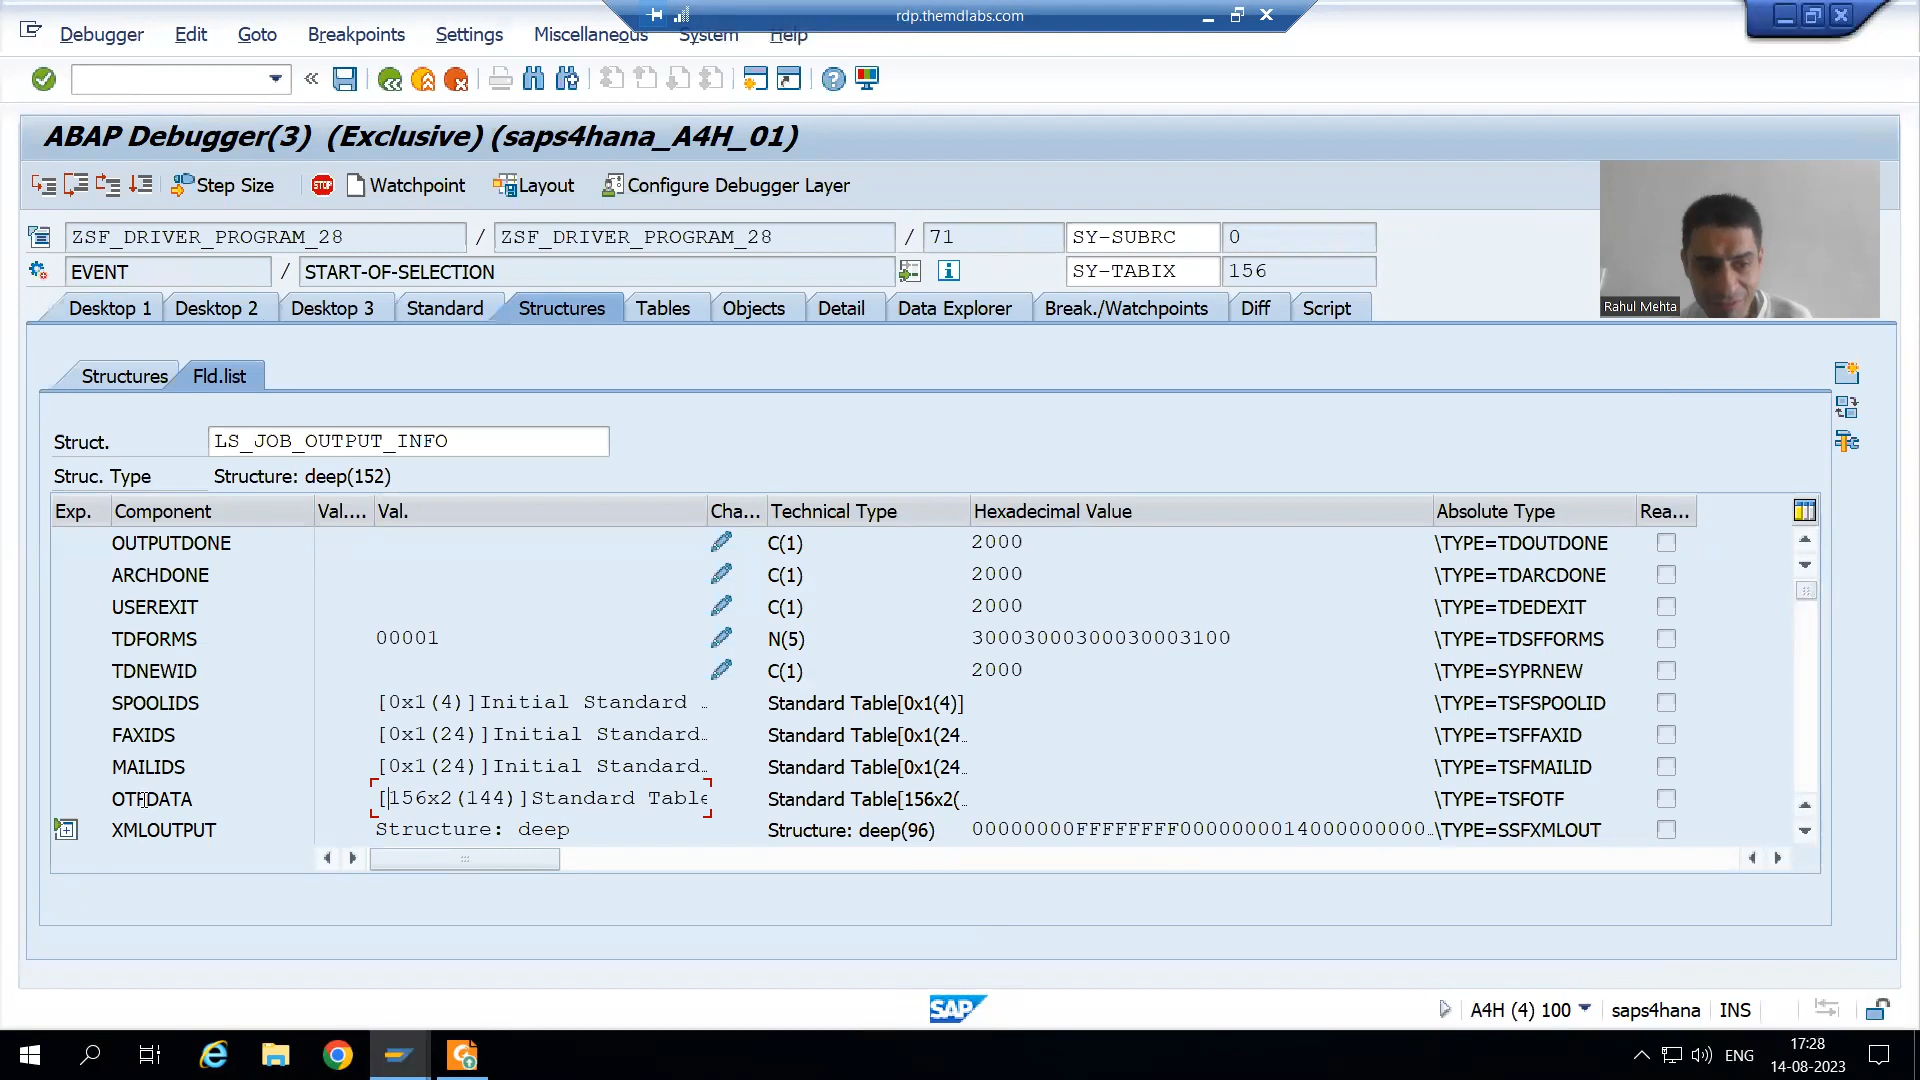 rdp.themdlabs.com
Debugger Edit Goto Breakpoints Settings Miscellaneous System Help
ABAP Debugger(3) (Exclusive) (saps4hana_A4H_01)
Step Size STOP Watchpoint Layout Configure Debugger Layer
ZSF_DRIVER_PROGRAM_28 / ZSF_DRIVER_PROGRAM_28 / 71 SY-SUBRC 0
EVENT / START-OF-SELECTION SY-TABIX 156
Rahul Mehta
Desktop 1 Desktop 2 Desktop 3 Standard Structures Tables Objects Detail Data Explorer Break./Watchpoints Diff Script
Structures Fld.list
Struct. LS_JOB_OUTPUT_INFO
Struc. Type Structure: deep(152)
Exp. Component Val.... Val. Cha... Technical Type Hexadecimal Value Absolute Type Rea...
OUTPUTDONE C(1) 2000 \TYPE=TDOUTDONE
ARCHDONE C(1) 2000 \TYPE=TDARCDONE
USEREXIT C(1) 2000 \TYPE=TDEDEXIT
TDFORMS 00001 N(5) 30003000300030003100 \TYPE=TDSFFORMS
TDNEWID C(1) 2000 \TYPE=SYPRNEW
SPOOLIDS [0x1(4)]Initial Standard … Standard Table[0x1(4)] \TYPE=TSFSPOOLID
FAXIDS [0x1(24)]Initial Standard… Standard Table[0x1(24… \TYPE=TSFFAXID
MAILIDS [0x1(24)]Initial Standard… Standard Table[0x1(24… \TYPE=TSFMAILID
OTFDATA [156x2(144)]Standard Table Standard Table[156x2(… \TYPE=TSFOTF
XMLOUTPUT Structure: deep Structure: deep(96) 00000000FFFFFFFF0000000014000000000… \TYPE=SSFXMLOUT
SAP A4H (4) 100 saps4hana INS
ENG 17:28
14-08-2023